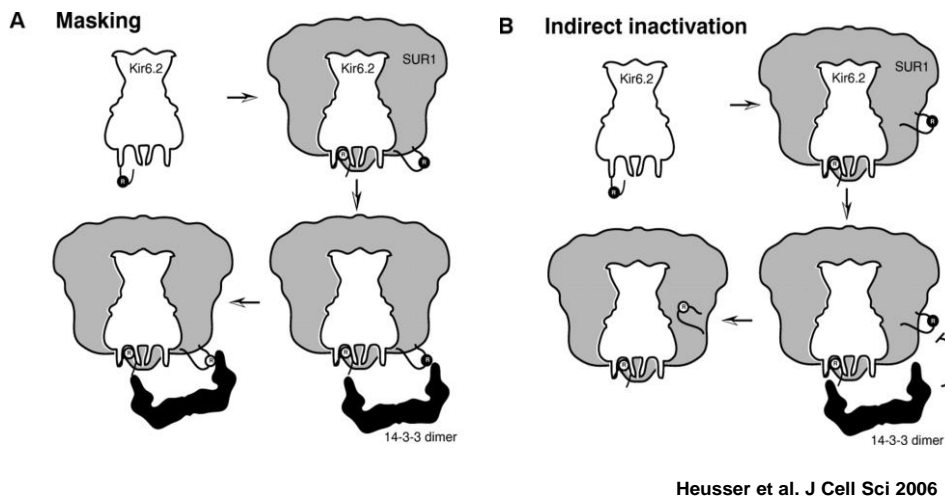 A Masking
Kir6.2
Kir6.2
SUR1
R
R
R
R
R
R
R
14-3-3 dimer
B Indirect inactivation
Kir6.2
Kir6.2
SUR1
R
R
R
R
R
R
R
14-3-3 dimer
Heusser et al. J Cell Sci 2006